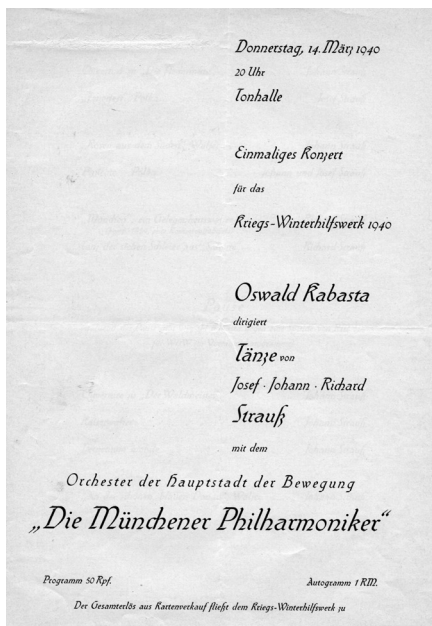 Donnerstag, 14. März 1940
20 Uhr
Tonhalle
Einmaliges Konzert
für das
Kriegs-Winterhilfswerk 1940
Oswald Kabasta
dirigiert
Tänze von
Josef · Johann · Richard
Strauß
mit dem
Orchester der Hauptstadt der Bewegung
„Die Münchener Philharmoniker“
Programm 50 Rpf. Autogramm 1 RM.
Der Gesamterlös aus Kartenverkauf fließt dem Kriegs-Winterhilfswerk zu